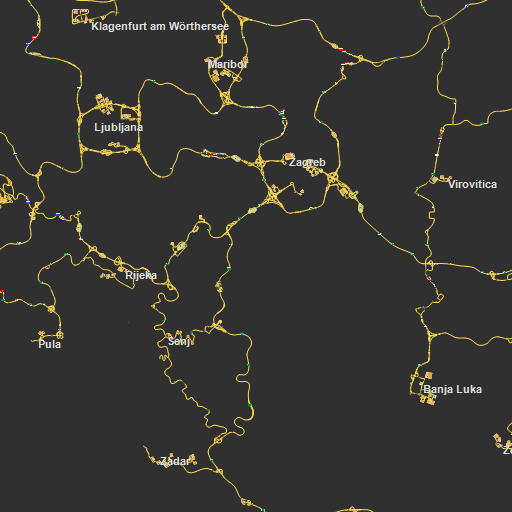 Klagenfurt am Wörthersee
Maribor
Ljubljana
Zagreb
Virovitica
Rijeka
Senj
Pula
Banja Luka
Zadar